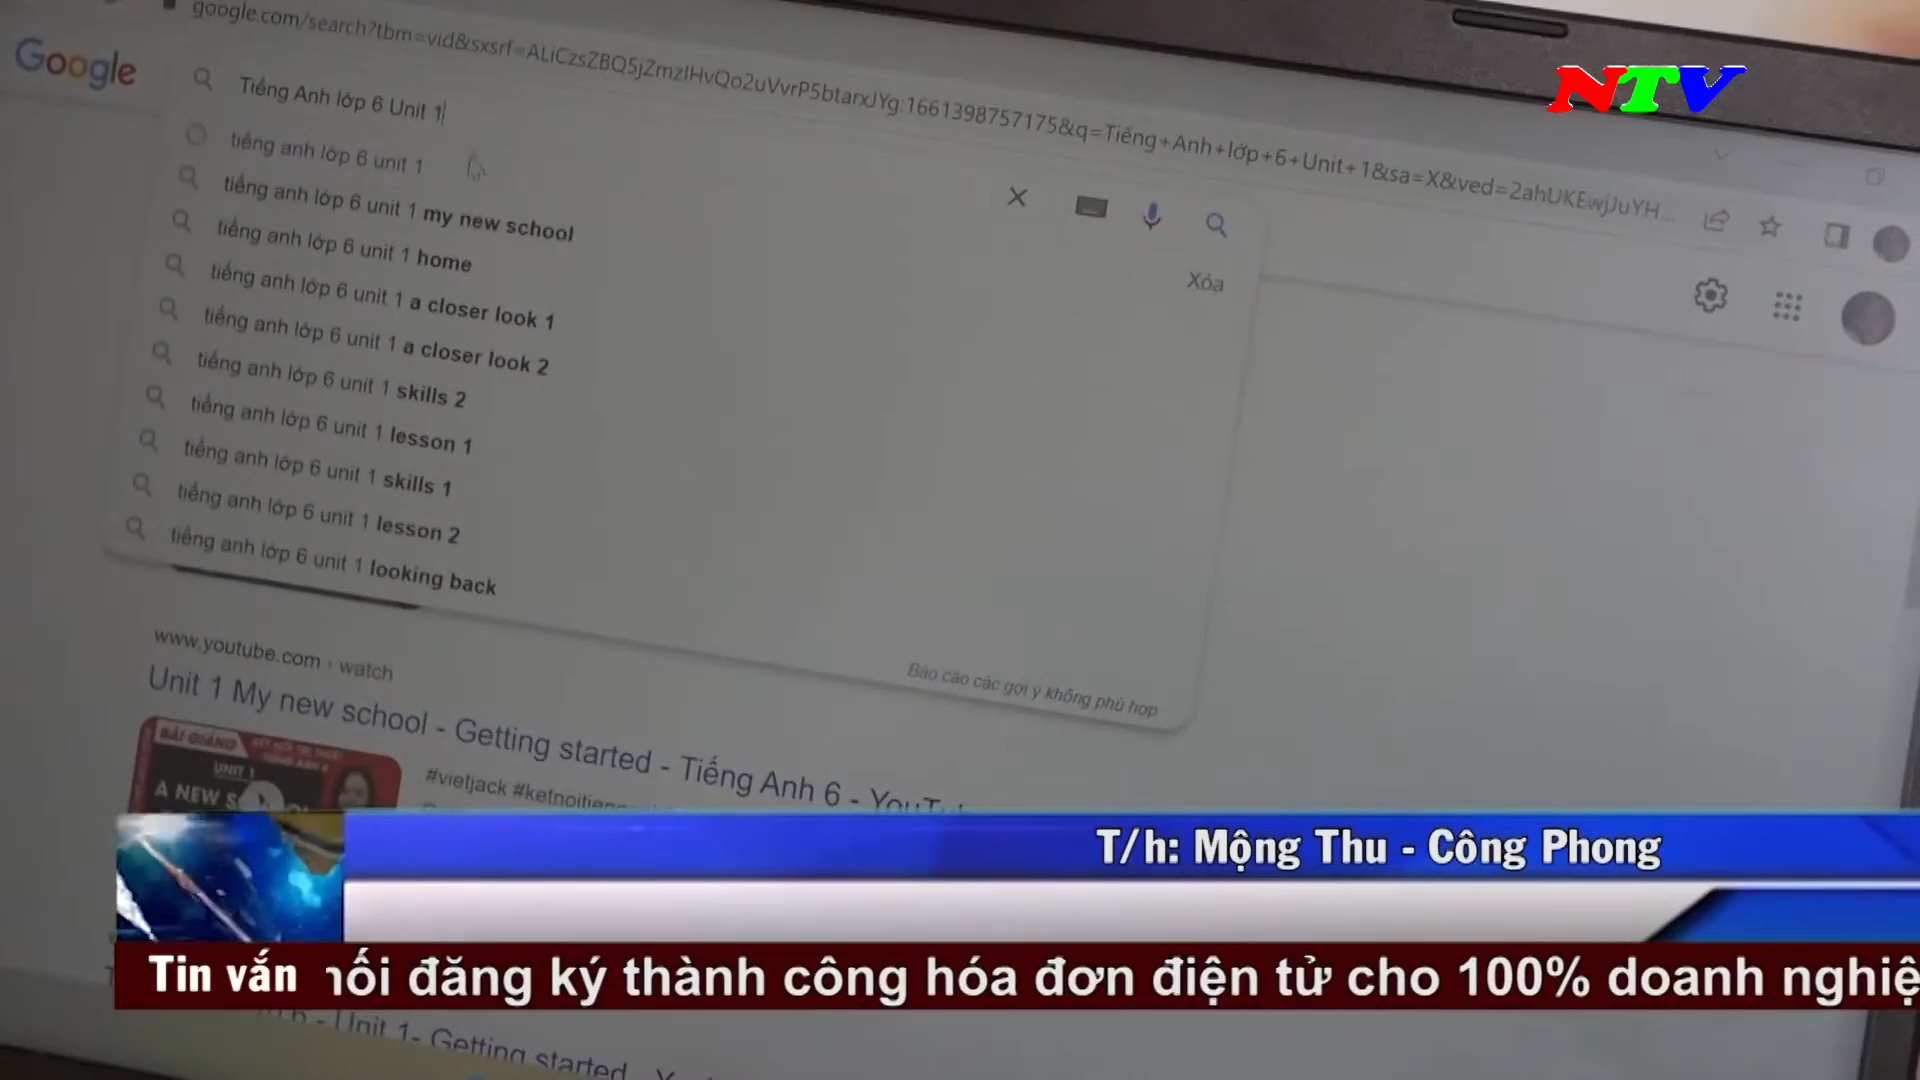 google.com/search?tbm=vid&sxsrf=ALiCzsZBQ5jZmzIHvQo2uVvrP5btarxJYg:1661398757175&q=Tiếng+Anh+lớp+6+Unit+1&sa=X&ved=2ahUKEwjJuYH...
NTV
Google
Tiếng Anh lớp 6 Unit 1
tiếng anh lớp 6 unit 1
Xóa
tiếng anh lớp 6 unit 1 my new school
tiếng anh lớp 6 unit 1 home
tiếng anh lớp 6 unit 1 a closer look 1
tiếng anh lớp 6 unit 1 a closer look 2
tiếng anh lớp 6 unit 1 skills 2
tiếng anh lớp 6 unit 1 lesson 1
tiếng anh lớp 6 unit 1 skills 1
tiếng anh lớp 6 unit 1 lesson 2
tiếng anh lớp 6 unit 1 looking back
Báo cáo các gợi ý không phù hợp
www.youtube.com › watch
Unit 1 My new school - Getting started - Tiếng Anh 6 - YouTub
BÀI GIẢNG
UNIT 1
A NEW
#vietjack
T/h: Mộng Thu - Công Phong
Tin vắn
ối đăng ký thành công hóa đơn điện tử cho 100% doanh nghiệ
- Unit 1- Getting started